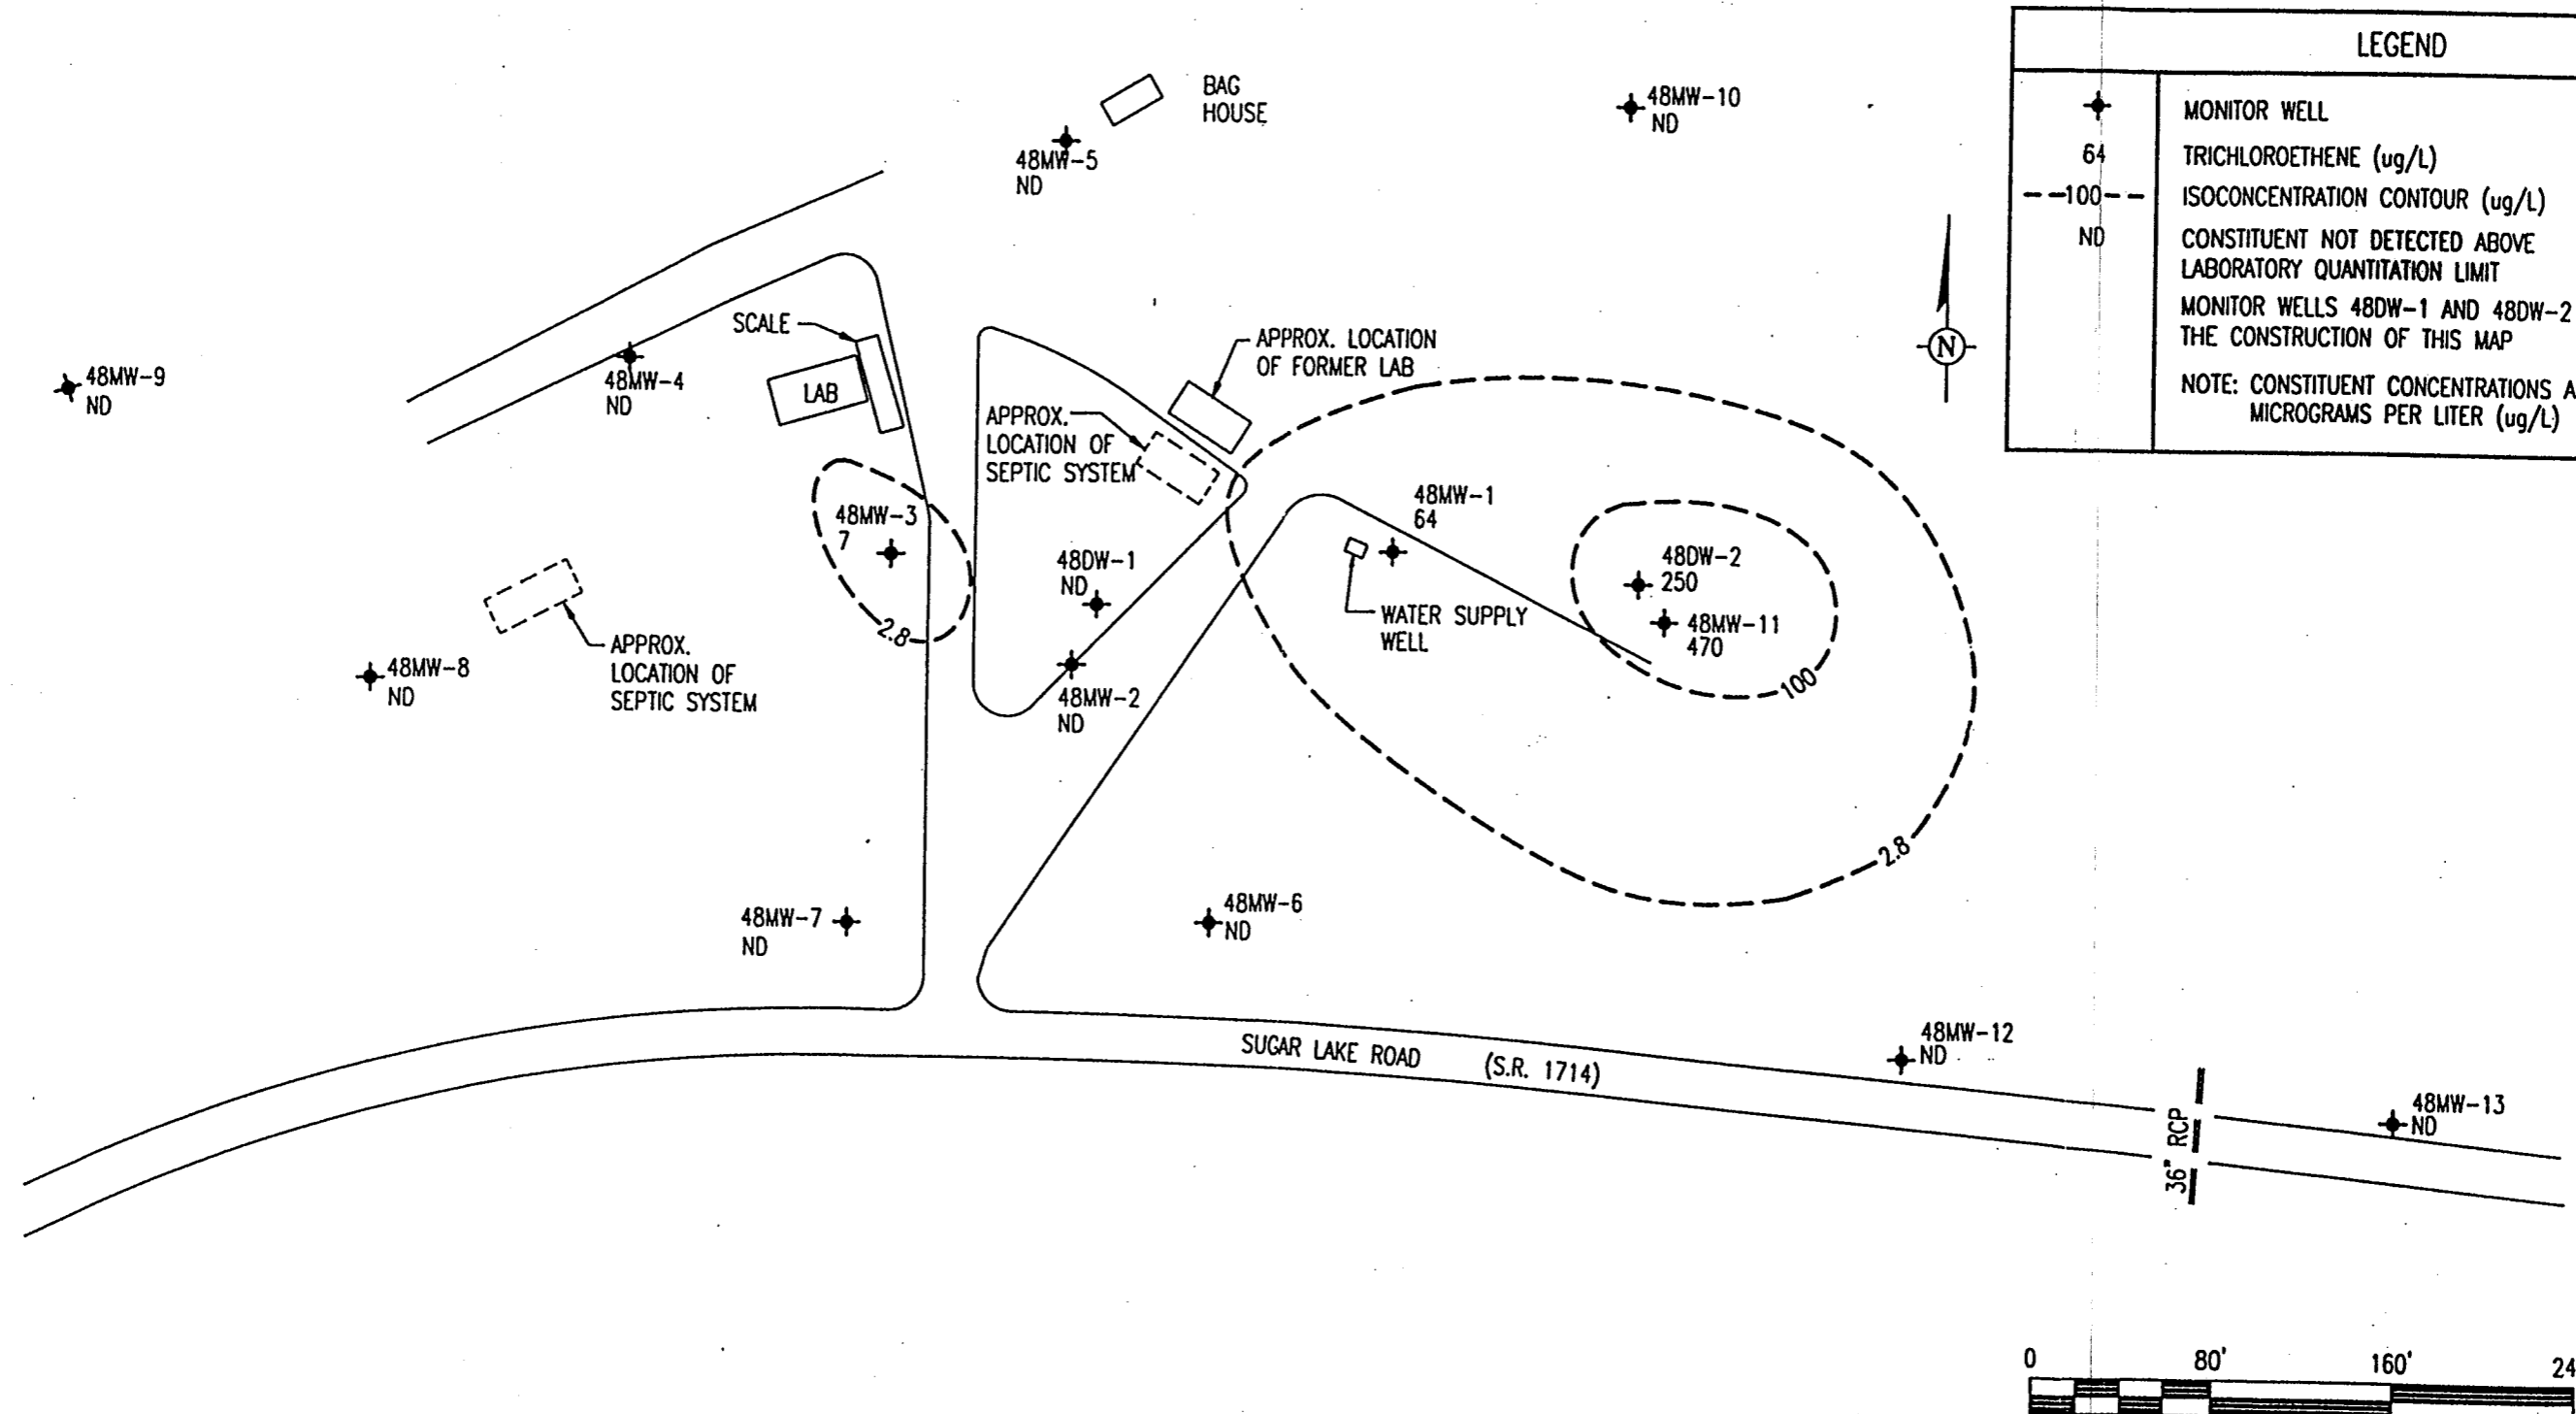 LEGEND
MONITOR WELL
64 TRICHLOROETHENE (ug/L)
--100-- ISOCONCENTRATION CONTOUR (ug/L)
ND CONSTITUENT NOT DETECTED ABOVE
LABORATORY QUANTITATION LIMIT
MONITOR WELLS 48DW-1 AND 48DW-2
THE CONSTRUCTION OF THIS MAP
NOTE: CONSTITUENT CONCENTRATIONS A
MICROGRAMS PER LITER (ug/L)
BAG
HOUSE
48MW-10
ND
48MW-5
ND
N
SCALE
LAB
48MW-4
ND
48MW-9
ND
APPROX. LOCATION
OF FORMER LAB
APPROX.
LOCATION OF
SEPTIC SYSTEM
48MW-3
7
2.8
48MW-1
64
48DW-1
ND
48DW-2
250
48MW-11
470
100
WATER SUPPLY
WELL
APPROX.
LOCATION OF
SEPTIC SYSTEM
48MW-8
ND
48MW-2
ND
2.8
48MW-7
ND
48MW-6
ND
48MW-12
ND
SUGAR LAKE ROAD (S.R. 1714)
36" RCP
48MW-13
ND
0 80' 160' 24